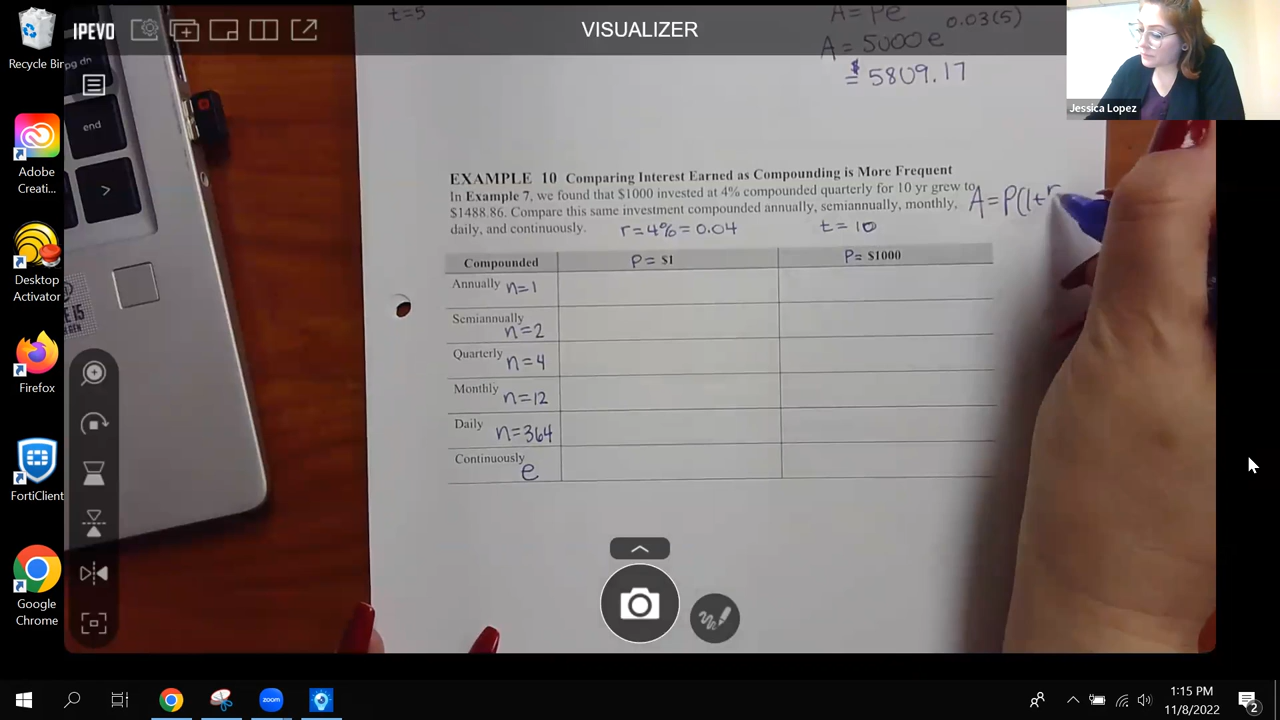 IPEVO
VISUALIZER
Jessica Lopez
Recycle Bin
Adobe
Creati...
Desktop
Activator
Firefox
FortiClient
Google
Chrome
end
t=5
A = Pe
A = 5000 e 0.03(5)
= $5809.17
EXAMPLE 10 Comparing Interest Earned as Compounding is More Frequent
In Example 7, we found that $1000 invested at 4% compounded quarterly for 10 yr grew to
$1488.86. Compare this same investment compounded annually, semiannually, monthly,
daily, and continuously. r=4%=0.04 t=10
A=P(1+r
Compounded P= $1 P= $1000
Annually n=1
Semiannually n=2
Quarterly n=4
Monthly n=12
Daily n=364
Continuously e
zoom
1:15 PM
11/8/2022
2